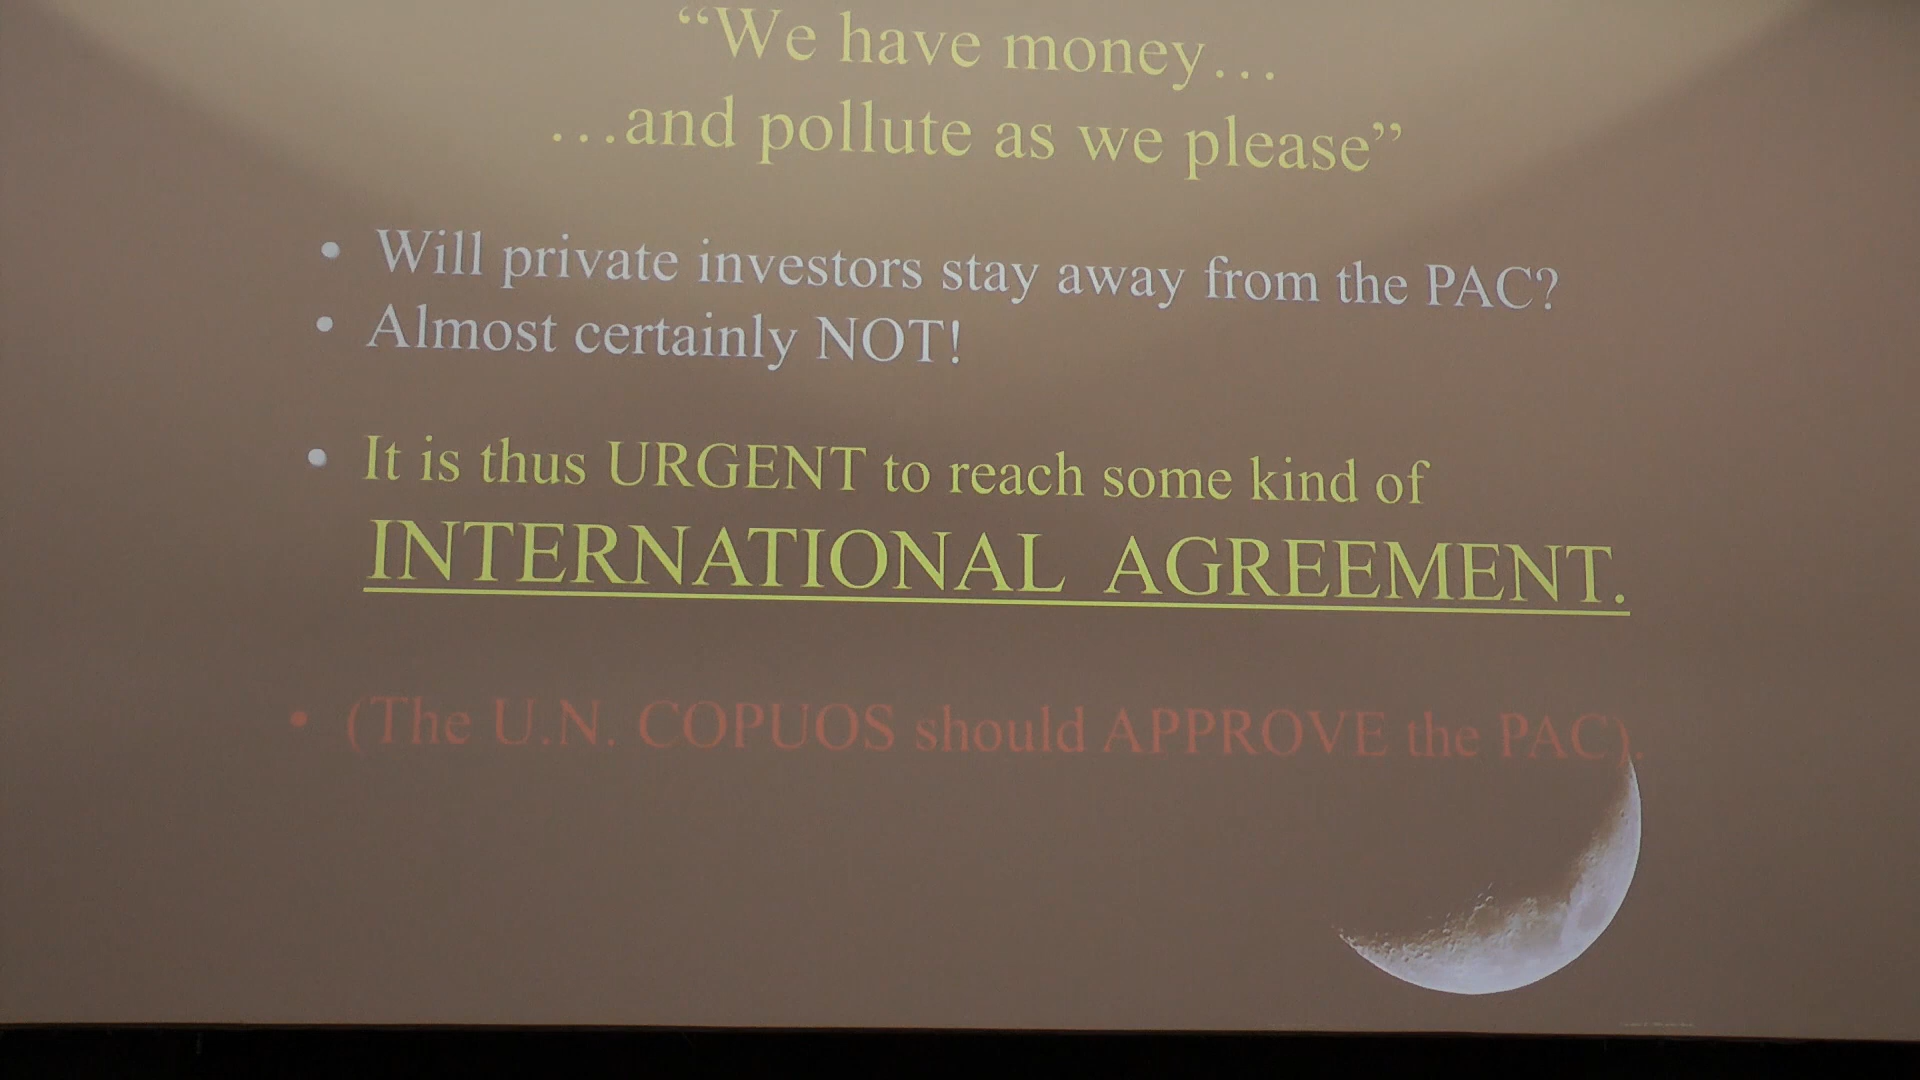 “We have money…
…and pollute as we please”
• Will private investors stay away from the PAC?
• Almost certainly NOT!
• It is thus URGENT to reach some kind of
INTERNATIONAL AGREEMENT.
• (The U.N. COPUOS should APPROVE the PAC).